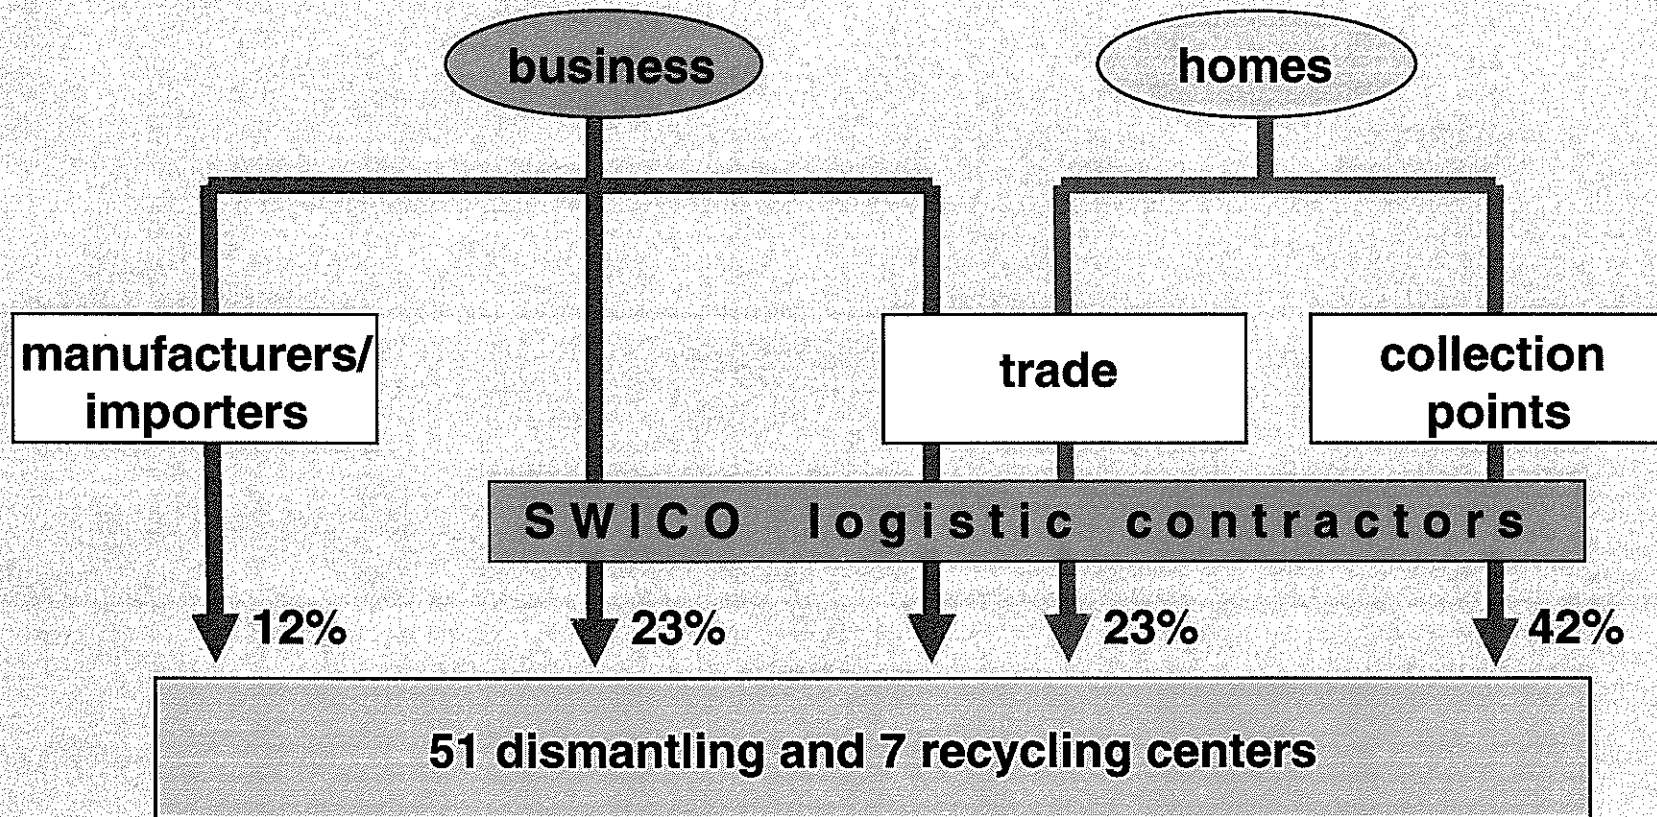 business
homes
manufacturers/
importers
trade
collection
points
SWICO logistic contractors
12%
23%
23%
42%
51 dismantling and 7 recycling centers